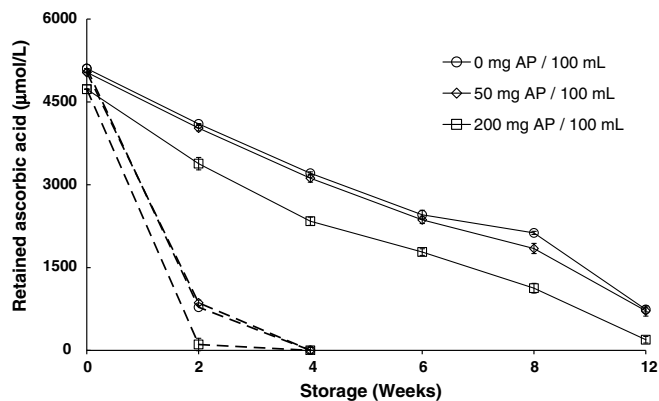 6000
4500
3000
1500
0
Retained ascorbic acid (µmol/L)
0 mg AP / 100 mL
50 mg AP / 100 mL
200 mg AP / 100 mL
0 2 4 6 8 12
Storage (Weeks)